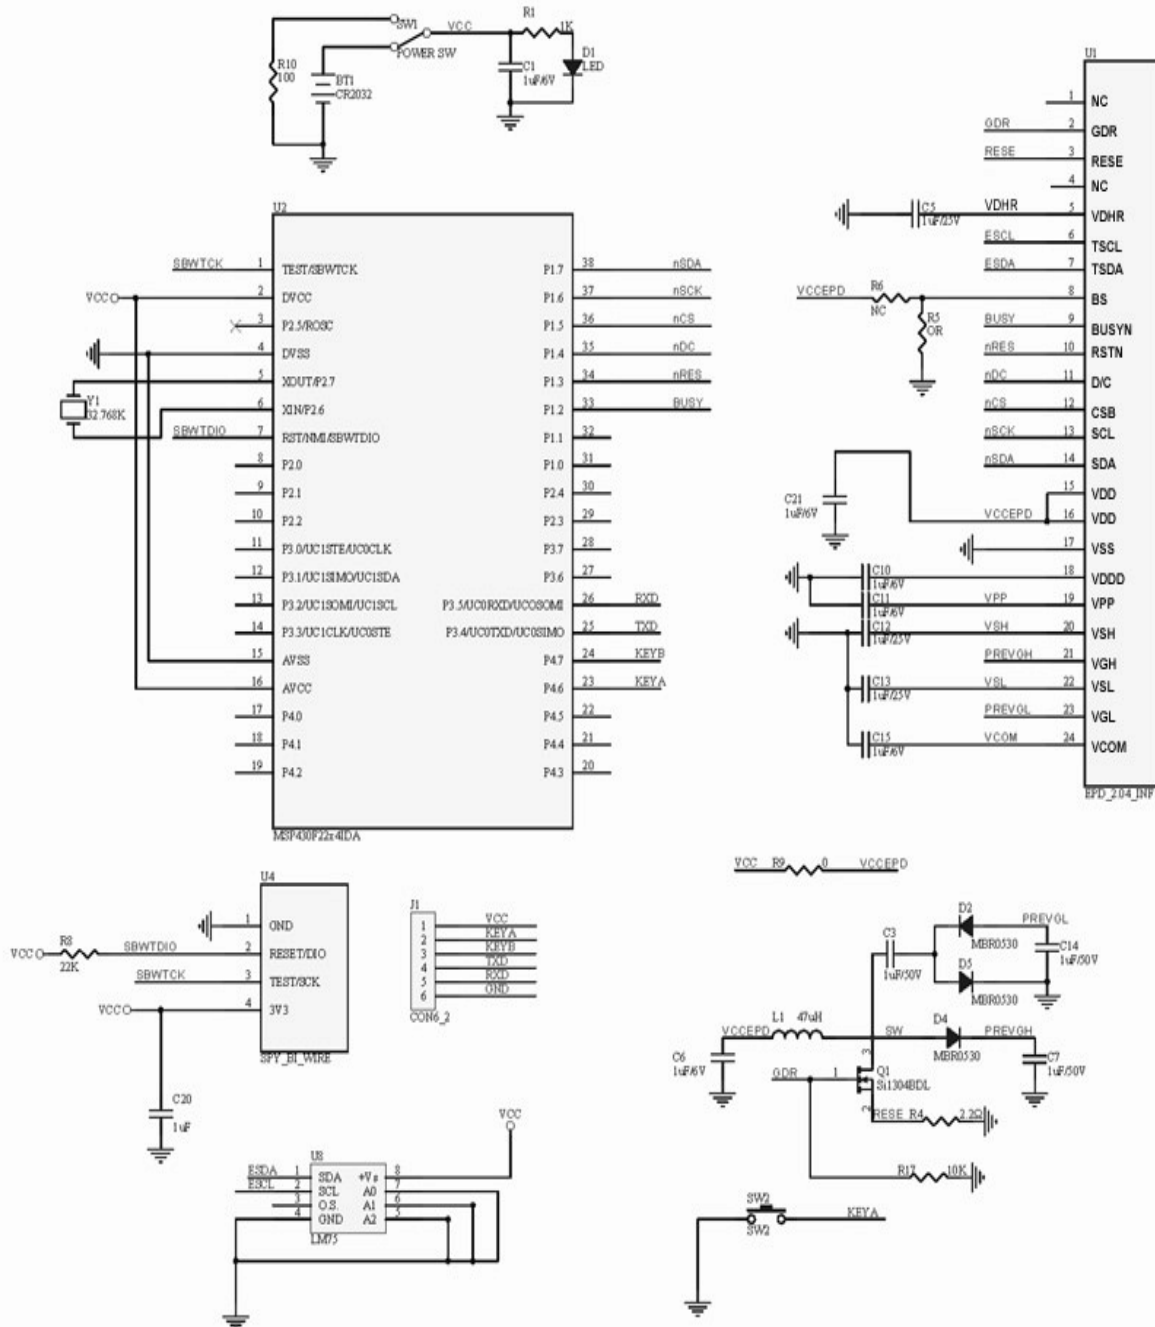 SW1
VCC
R1
1K
POWER SW
D1
LED
C1
1uF/6V
R10
100
BT1
CR2032
U1
1 NC
GDR 2 GDR
RESE 3 RESE
4 NC
C5
1uF/25V
VDHR 5 VDHR
ESCL 6 TSCL
ESDA 7 TSDA
VCCEPD
R6
NC
8 BS
R5
OR
BUSY 9 BUSYN
nRES 10 RSTN
nDC 11 D/C
nCS 12 CSB
nSCK 13 SCL
nSDA 14 SDA
15 VDD
C21
1uF/6V
VCCEPD 16 VDD
17 VSS
C10
1uF/6V
18 VDDD
C11
1uF/6V
VPP 19 VPP
C12
1uF/25V
VSH 20 VSH
PREVGH 21 VGH
C13
1uF/25V
VSL 22 VSL
PREVGL 23 VGL
C15
1uF/6V
VCOM 24 VCOM
EPD_2.04_INF
U2
SBWTCK 1 TEST/SBWTCK P1.7 38 nSDA
VCC 2 DVCC P1.6 37 nSCK
3 P2.5/ROSC P1.5 36 nCS
4 DVSS P1.4 35 nDC
5 XOUT/P2.7 P1.3 34 nRES
Y1
32.768K
6 XIN/P2.6 P1.2 33 BUSY
SBWTDIO 7 RST/NMI/SBWTDIO P1.1 32
8 P2.0 P1.0 31
9 P2.1 P2.4 30
10 P2.2 P2.3 29
11 P3.0/UC1STE/UC0CLK P3.7 28
12 P3.1/UC1SIMO/UC1SDA P3.6 27
13 P3.2/UC1SOMI/UC1SCL P3.5/UC0RXD/UCOSOMI 26 RXD
14 P3.3/UC1CLK/UC0STE P3.4/UC0TXD/UC0SIMO 25 TXD
15 AVSS P4.7 24 KEYB
16 AVCC P4.6 23 KEYA
17 P4.0 P4.5 22
18 P4.1 P4.4 21
19 P4.2 P4.3 20
MSP430F22x4IDA
VCC R9 0 VCCEPD
U4
1 GND
VCC R8
22K
SBWTDIO 2 RESET/DIO
SBWTCK 3 TEST/SCK
VCC 4 3V3
SPY_BI_WIRE
C20
1uF
J1
1 VCC
2 KEYA
3 KEYB
4 TXD
5 RXD
6 GND
CON6_2
D2
MBR0530
PREVGL
C3
1uF/50V
C14
1uF/50V
D5
MBR0530
VCCEPD
L1 47uH
SW
D4
MBR0530
PREVGH
C6
1uF/6V
C7
1uF/50V
3
GDR 1
Q1
Si1304BDL
2
RESE R4 2.2Ω
R17 10K
VCC
U8
ESDA 1 SDA +Vs 8
ESCL 2 SCL A0 7
3 O.S. A1 6
4 GND A2 5
LM75
SW2
SW2
KEYA